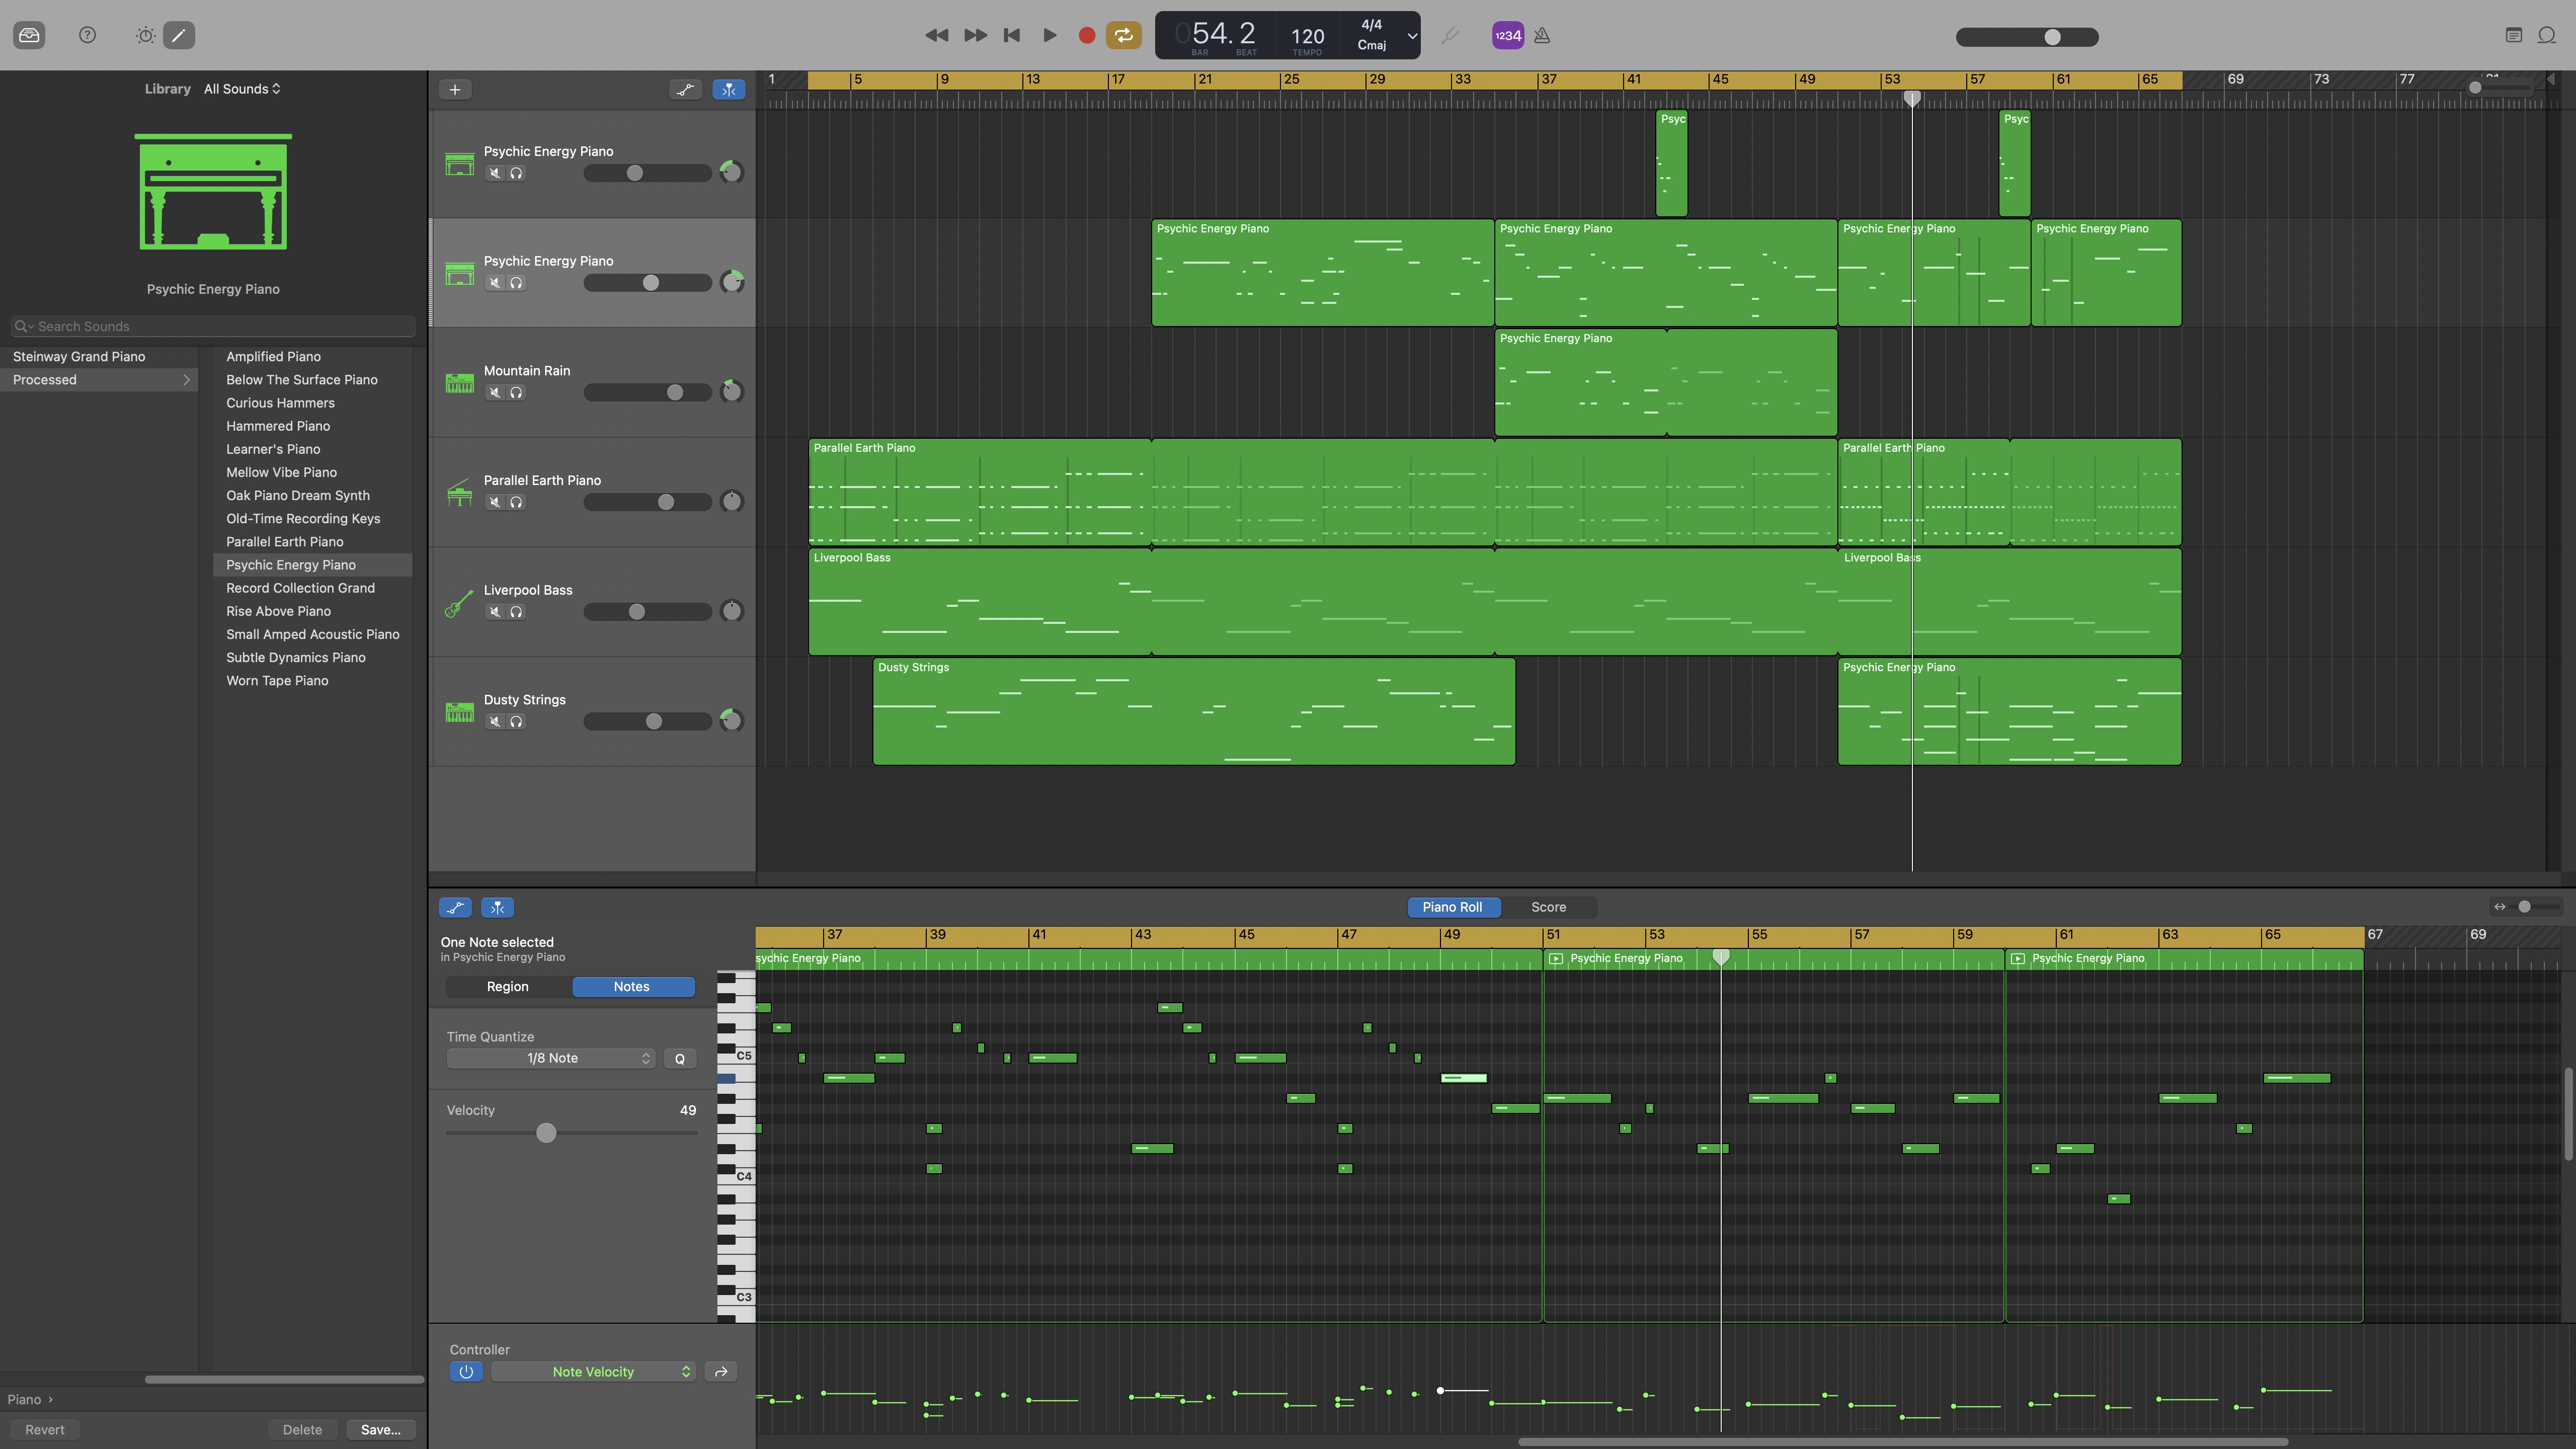 054. 2
BAR BEAT
120
TEMPO
4/4
Cmaj
1234
Library All Sounds
Psychic Energy Piano
Search Sounds
Steinway Grand Piano
Processed
Amplified Piano
Below The Surface Piano
Curious Hammers
Hammered Piano
Learner's Piano
Mellow Vibe Piano
Oak Piano Dream Synth
Old-Time Recording Keys
Parallel Earth Piano
Psychic Energy Piano
Record Collection Grand
Rise Above Piano
Small Amped Acoustic Piano
Subtle Dynamics Piano
Worn Tape Piano
Piano
Revert Delete Save...
1 5 9 13 17 21 25 29 33 37 41 45 49 53 57 61 65 69 73 77
Psychic Energy Piano
Psyc Psyc
Psychic Energy Piano
Psychic Energy Piano Psychic Energy Piano Psychic Energy Piano Psychic Energy Piano
Mountain Rain
Psychic Energy Piano
Parallel Earth Piano
Parallel Earth Piano Parallel Earth Piano
Liverpool Bass
Liverpool Bass Liverpool Bass
Dusty Strings
Dusty Strings Psychic Energy Piano
Piano Roll Score
One Note selected
in Psychic Energy Piano
Region Notes
Time Quantize
1/8 Note Q
Velocity 49
37 39 41 43 45 47 49 51 53 55 57 59 61 63 65 67 69
sychic Energy Piano Psychic Energy Piano Psychic Energy Piano
C5
C4
C3
Controller
Note Velocity